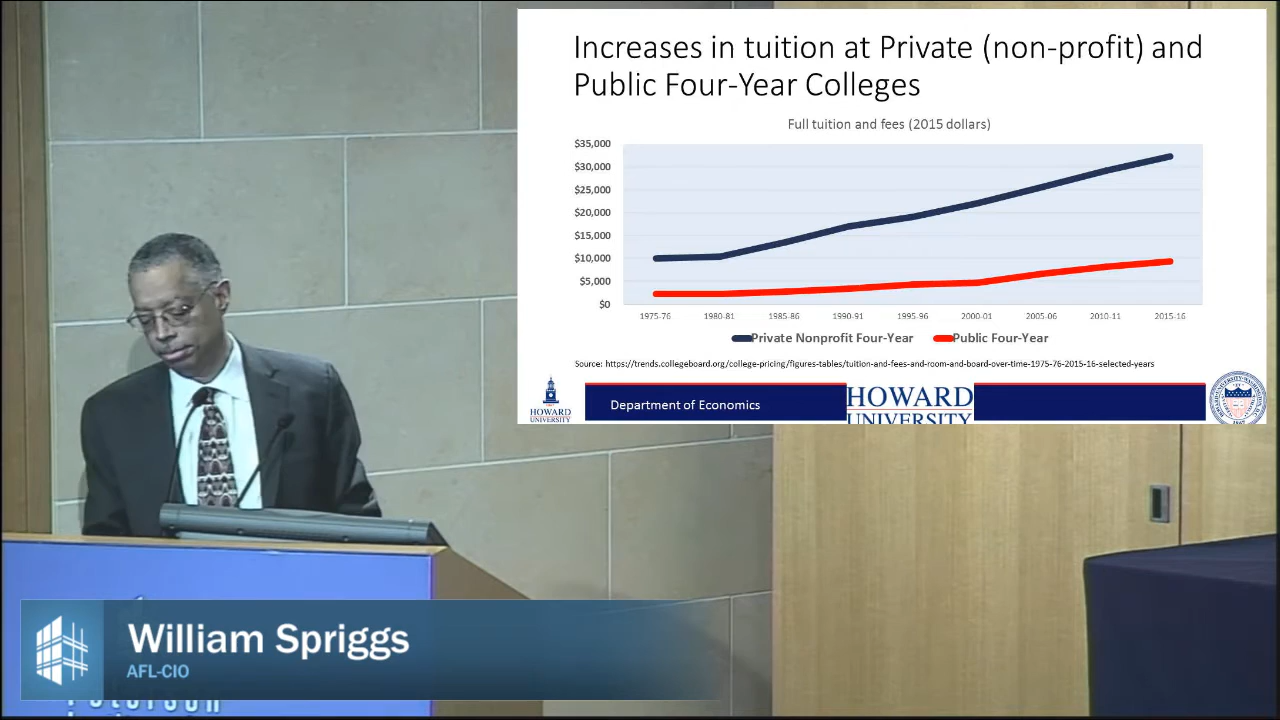 Increases in tuition at Private (non-profit) and
Public Four-Year Colleges
Full tuition and fees (2015 dollars)
$35,000
$30,000
$25,000
$20,000
$15,000
$10,000
$5,000
$0
1975-76 1980-81 1985-86 1990-91 1995-96 2000-01 2005-06 2010-11 2015-16
Private Nonprofit Four-Year Public Four-Year
Source: https://trends.collegeboard.org/college-pricing/figures-tables/tuition-and-fees-and-room-and-board-over-time-1975-76-2015-16-selected-years
HOWARD
UNIVERSITY
Department of Economics
HOWARD
UNIVERSITY
William Spriggs
AFL-CIO
Peterson